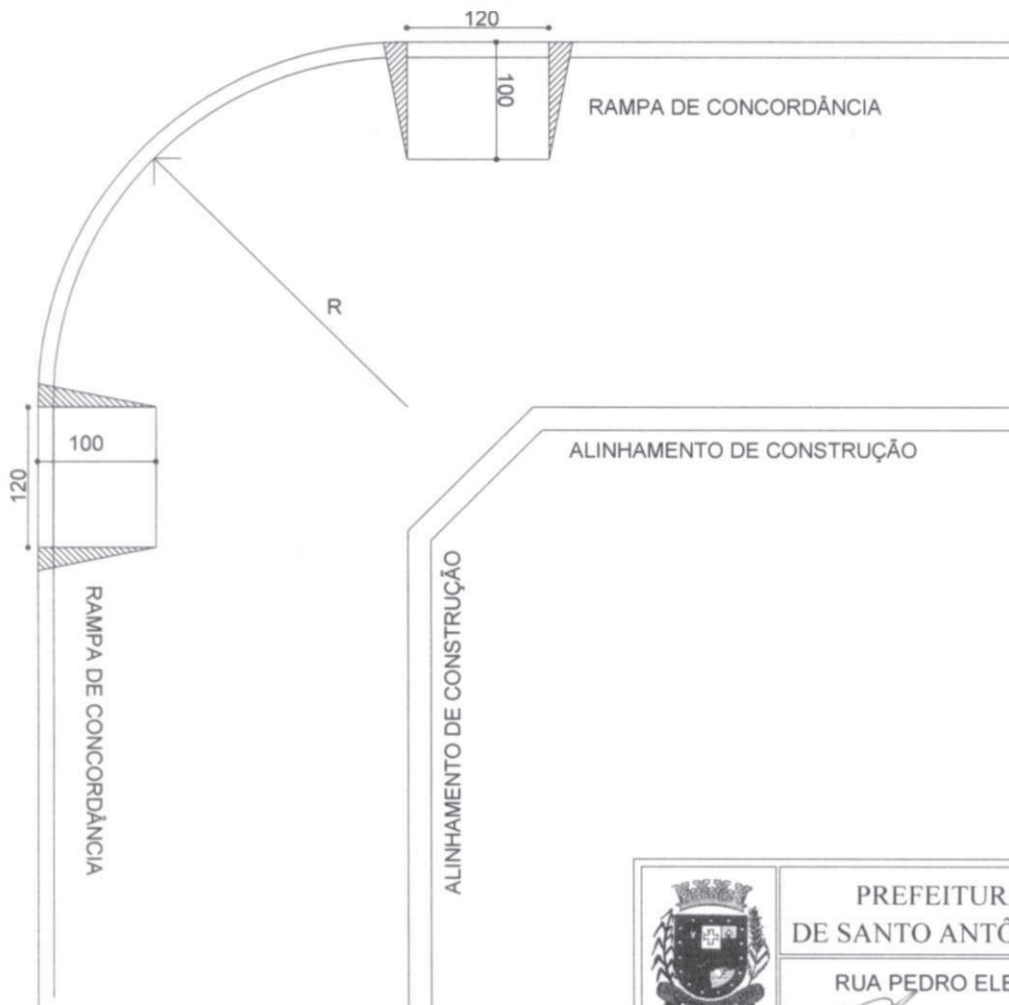 120
100
RAMPA DE CONCORDÂNCIA
R
100
120
ALINHAMENTO DE CONSTRUÇÃO
ALINHAMENTO DE CONSTRUÇÃO
RAMPA DE CONCORDÂNCIA
PREFEITURA
DE SANTO ANTÔ
RUA PEDRO ELE